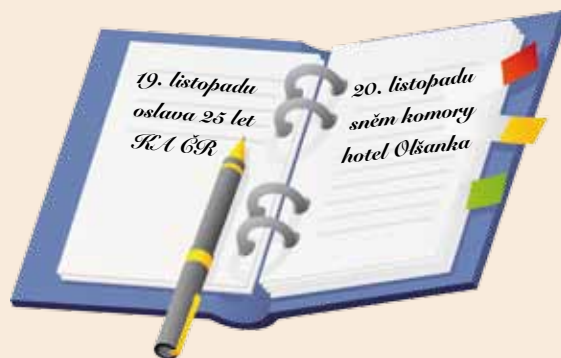 19. listopadu
oslava 25 let
KA ČR
20. listopadu
sněm komory
hotel Olšanka